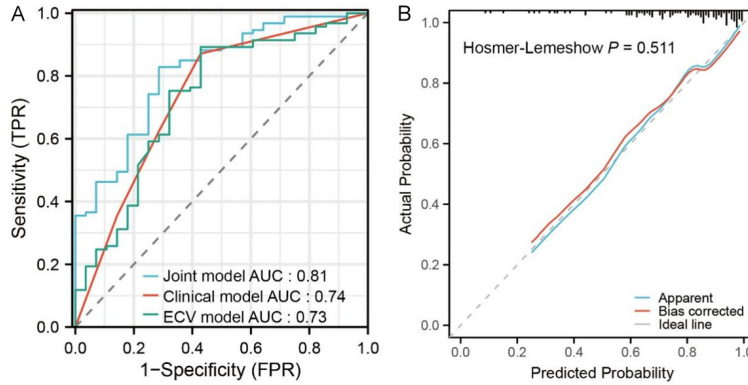 A
Sensitivity (TPR)
1.0
0.8
0.6
0.4
0.2
0.0
Joint model AUC : 0.81
Clinical model AUC : 0.74
ECV model AUC : 0.73
0.0 0.2 0.4 0.6 0.8 1.0
1−Specificity (FPR)
B
Hosmer-Lemeshow P = 0.511
Actual Probability
1.0
0.8
0.6
0.4
0.2
0.0
Apparent
Bias corrected
Ideal line
0.0 0.2 0.4 0.6 0.8 1.0
Predicted Probability